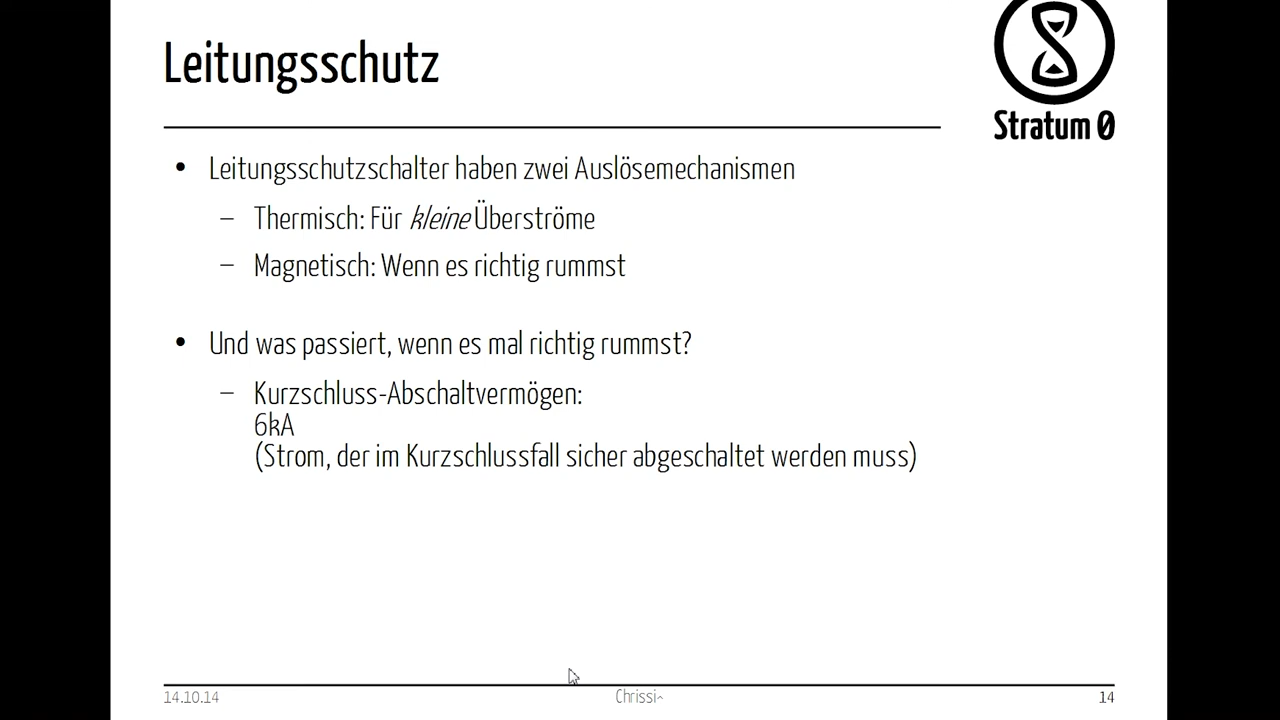 Leitungsschutz
Stratum 0
• Leitungsschutzschalter haben zwei Auslösemechanismen
– Thermisch: Für kleine Überströme
– Magnetisch: Wenn es richtig rummst
• Und was passiert, wenn es mal richtig rummst?
– Kurzschluss-Abschaltvermögen:
6kA
(Strom, der im Kurzschlussfall sicher abgeschaltet werden muss)
14.10.14
Chrissi^
14